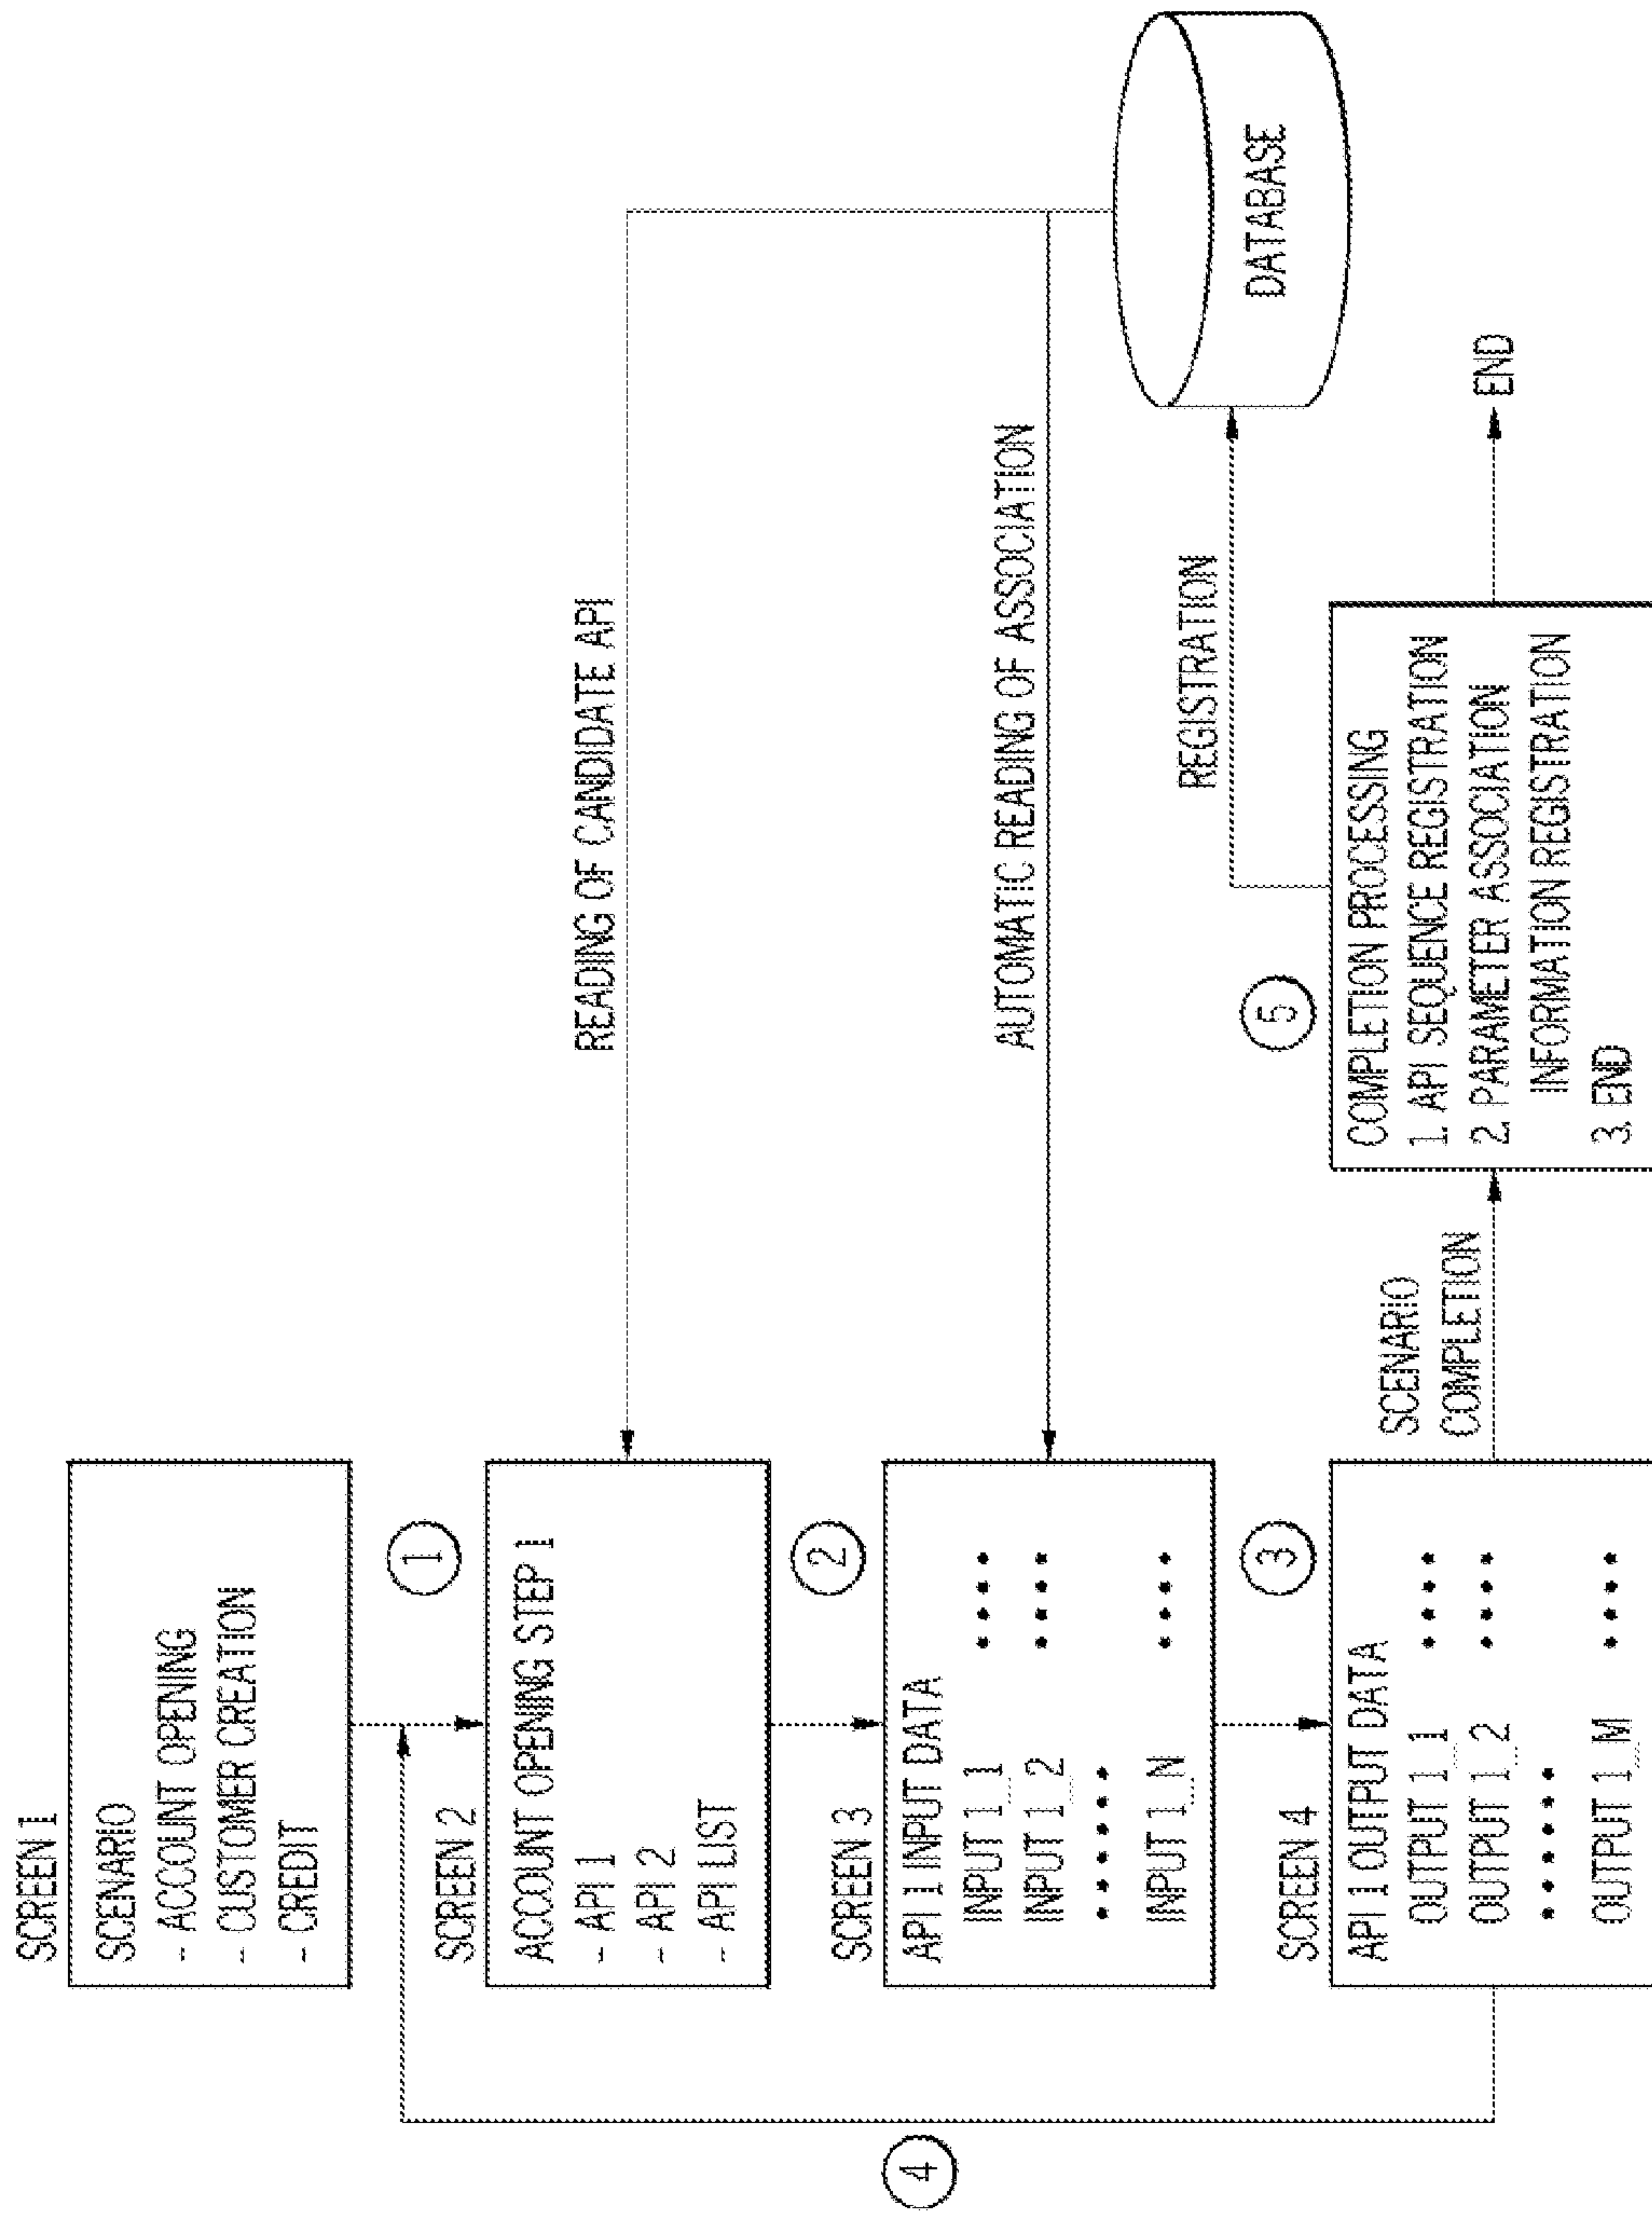 SCREEN 1
SCENARIO
- ACCOUNT OPENING
- CUSTOMER CREATION
- CREDIT
1
SCREEN 2
ACCOUNT OPENING STEP 1
- API 1
- API 2
- API LIST
READING OF CANDIDATE API
2
SCREEN 3
API 1 INPUT DATA
INPUT 1_1 ••••
INPUT 1_2 ••••
••••••
INPUT 1_N ••••
AUTOMATIC READING OF ASSOCIATION
3
SCREEN 4
API 1 OUTPUT DATA
OUTPUT 1_1 ••••
OUTPUT 1_2 ••••
••••••
OUTPUT 1_M ••••
4
SCENARIO
COMPLETION
5
COMPLETION PROCESSING
1. API SEQUENCE REGISTRATION
2. PARAMETER ASSOCIATION
INFORMATION REGISTRATION
3. END
REGISTRATION
DATABASE
END